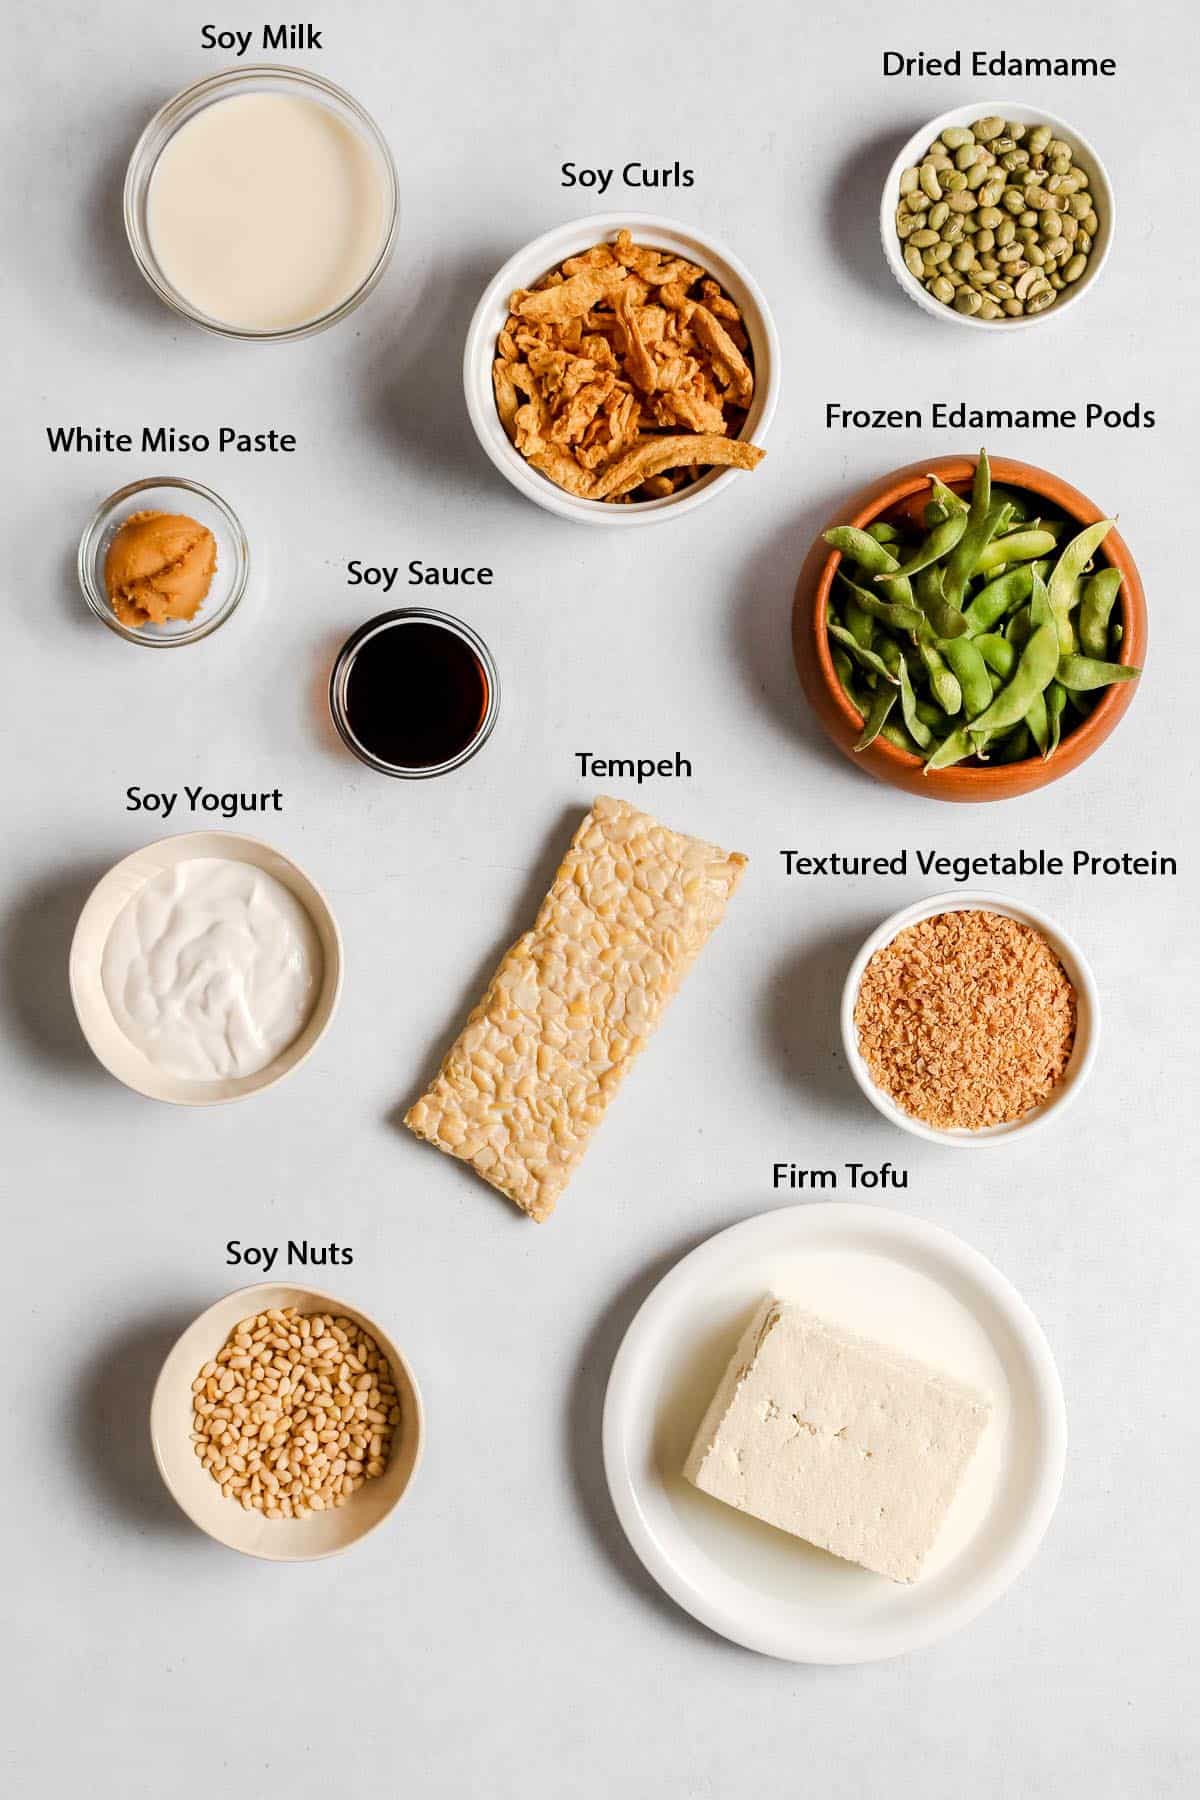 Soy Milk
Dried Edamame
Soy Curls
Frozen Edamame Pods
White Miso Paste
Soy Sauce
Tempeh
Soy Yogurt
Textured Vegetable Protein
Firm Tofu
Soy Nuts